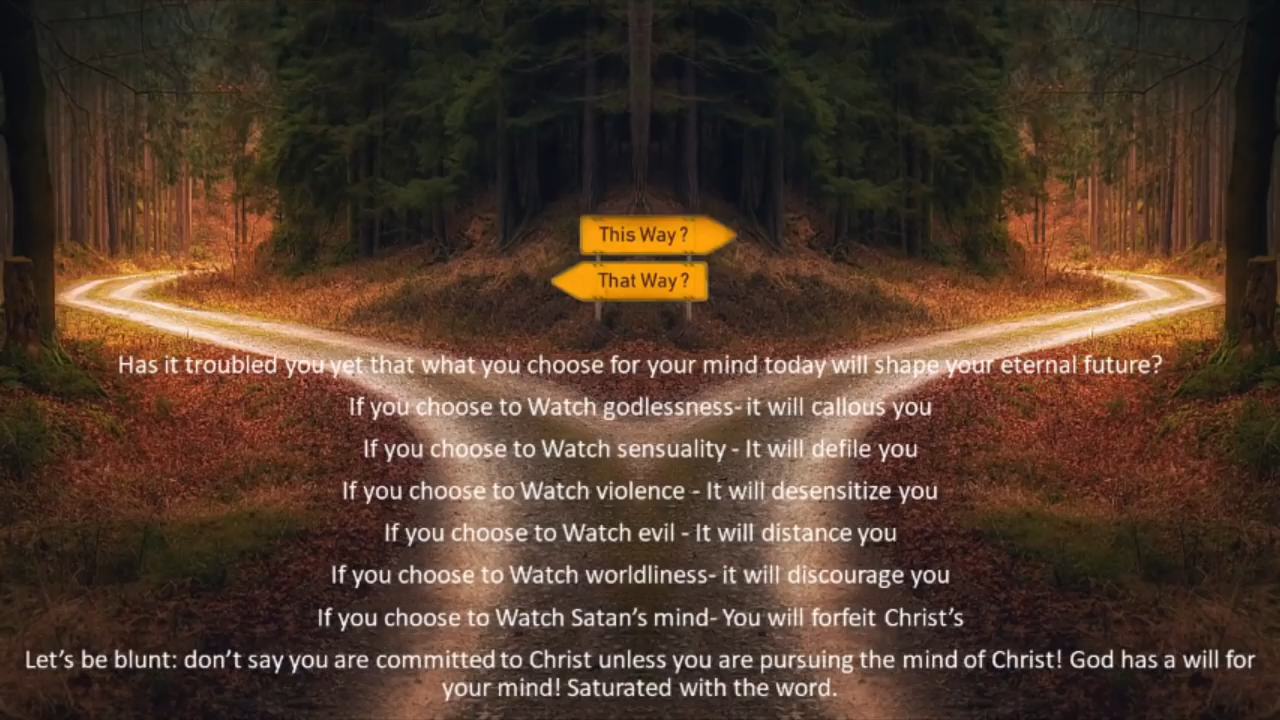 This Way ?
That Way ?
Has it troubled you yet that what you choose for your mind today will shape your eternal future?
If you choose to Watch godlessness- it will callous you
If you choose to Watch sensuality - It will defile you
If you choose to Watch violence - It will desensitize you
If you choose to Watch evil - It will distance you
If you choose to Watch worldliness- it will discourage you
If you choose to Watch Satan’s mind- You will forfeit Christ’s
Let’s be blunt: don’t say you are committed to Christ unless you are pursuing the mind of Christ! God has a will for
your mind! Saturated with the word.